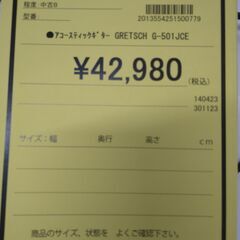 程度:中古B
型番:
2013554251500779
●アコースティックギター GRETSCH G-501JCE
¥42,980
(税込)
140423
301123
サイズ:幅 奥行 高さ cm
商品のサイズ、状態を よくご確認下さい。